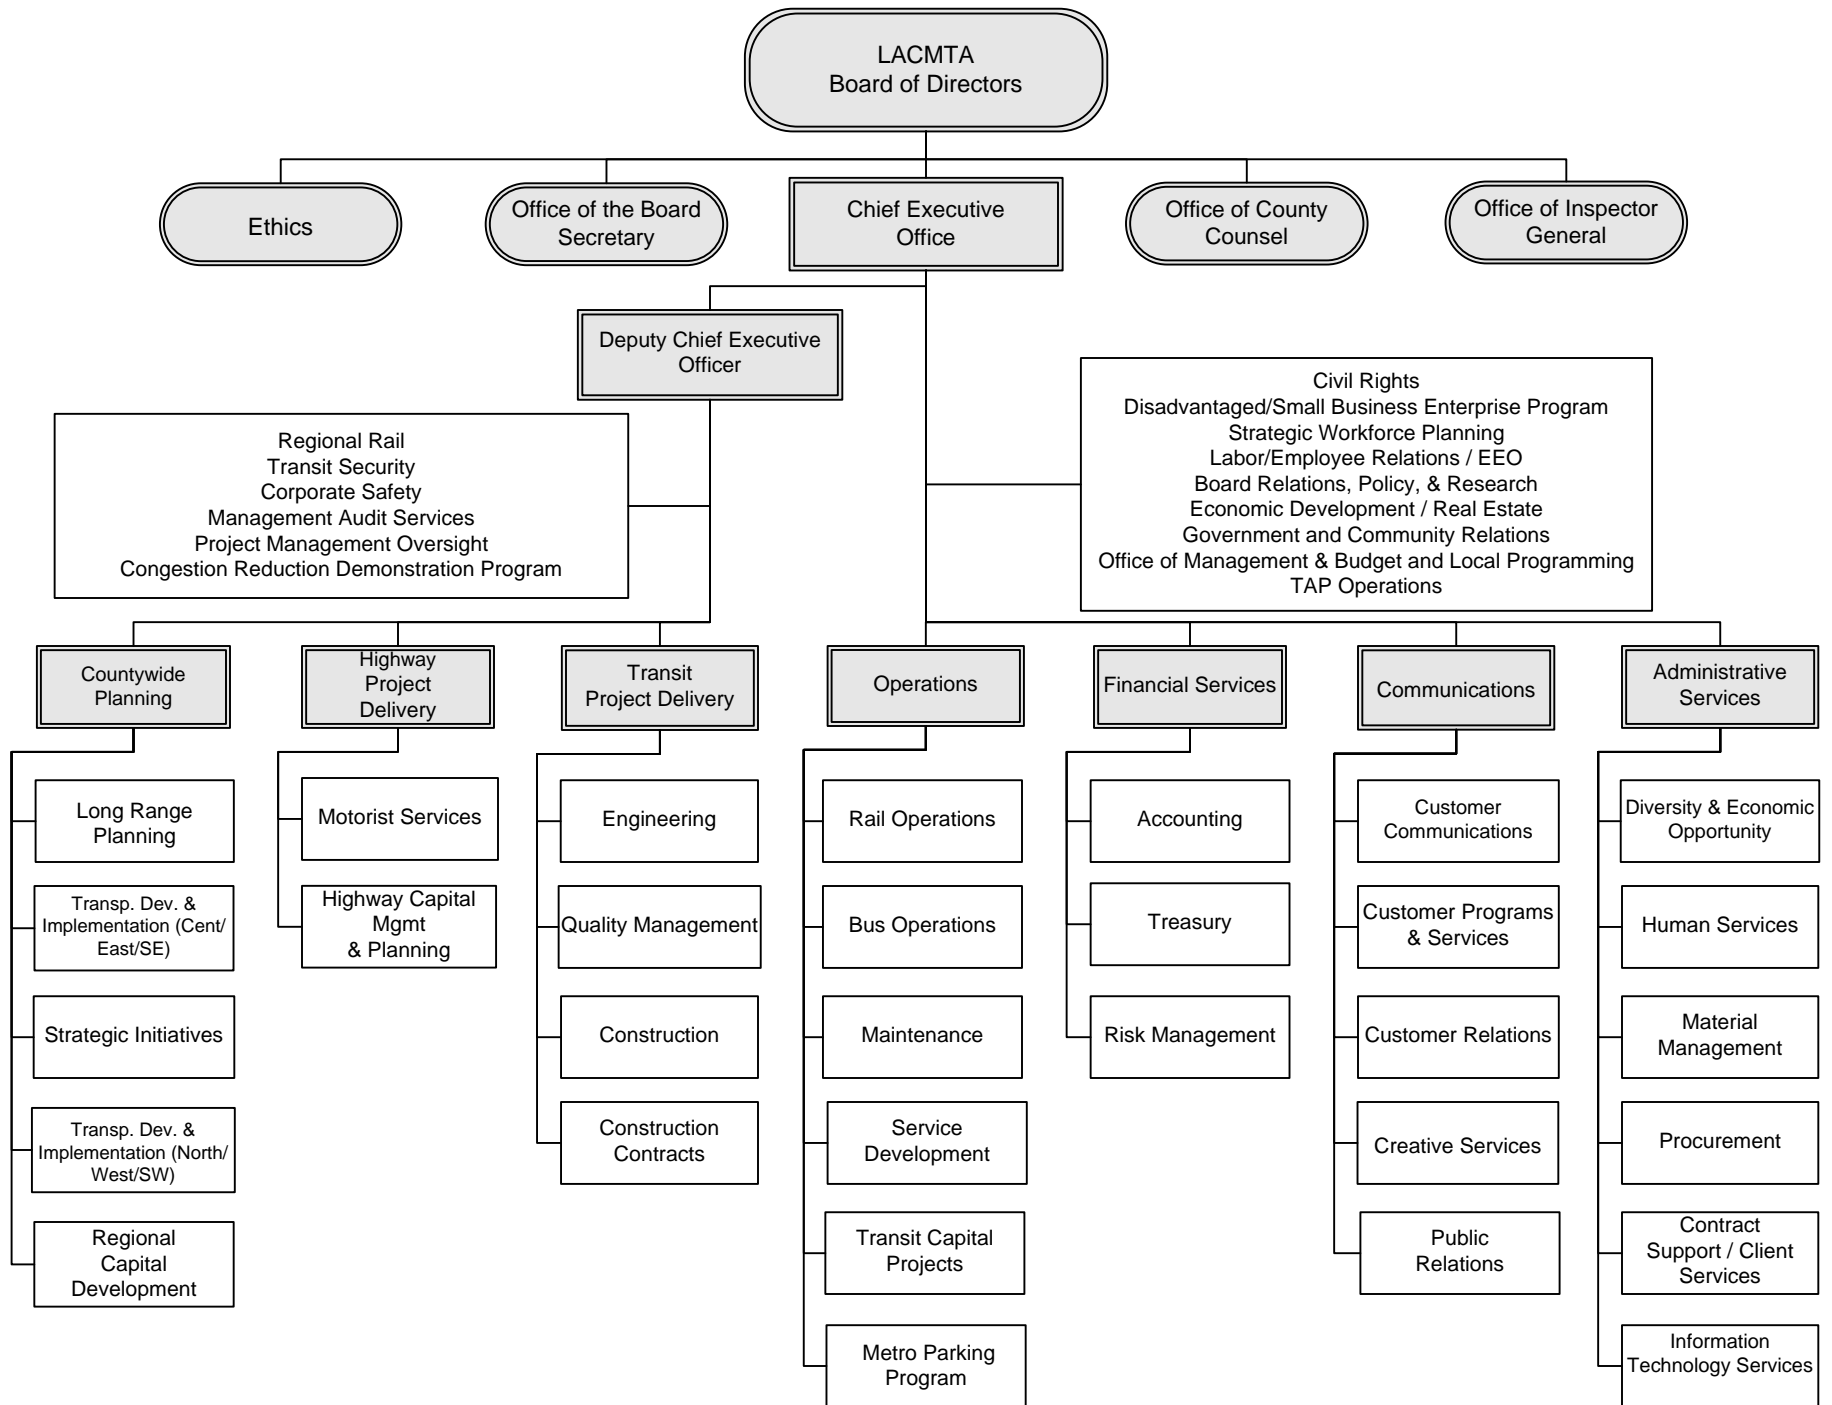 LACMTA
Board of Directors
Ethics
Office of the Board
Secretary
Chief Executive
Office
Office of County
Counsel
Office of Inspector
General
Deputy Chief Executive
Officer
Regional Rail
Transit Security
Corporate Safety
Management Audit Services
Project Management Oversight
Congestion Reduction Demonstration Program
Civil Rights
Disadvantaged/Small Business Enterprise Program
Strategic Workforce Planning
Labor/Employee Relations / EEO
Board Relations, Policy, & Research
Economic Development / Real Estate
Government and Community Relations
Office of Management & Budget and Local Programming
TAP Operations
Countywide
Planning
Highway
Project
Delivery
Transit
Project Delivery
Operations
Financial Services
Communications
Administrative
Services
Long Range
Planning
Transp. Dev. &
Implementation (Cent/
East/SE)
Strategic Initiatives
Transp. Dev. &
Implementation (North/
West/SW)
Regional
Capital
Development
Motorist Services
Highway Capital
Mgmt
& Planning
Engineering
Quality Management
Construction
Construction
Contracts
Rail Operations
Bus Operations
Maintenance
Service
Development
Transit Capital
Projects
Metro Parking
Program
Accounting
Treasury
Risk Management
Customer
Communications
Customer Programs
& Services
Customer Relations
Creative Services
Public
Relations
Diversity & Economic
Opportunity
Human Services
Material
Management
Procurement
Contract
Support / Client
Services
Information
Technology Services